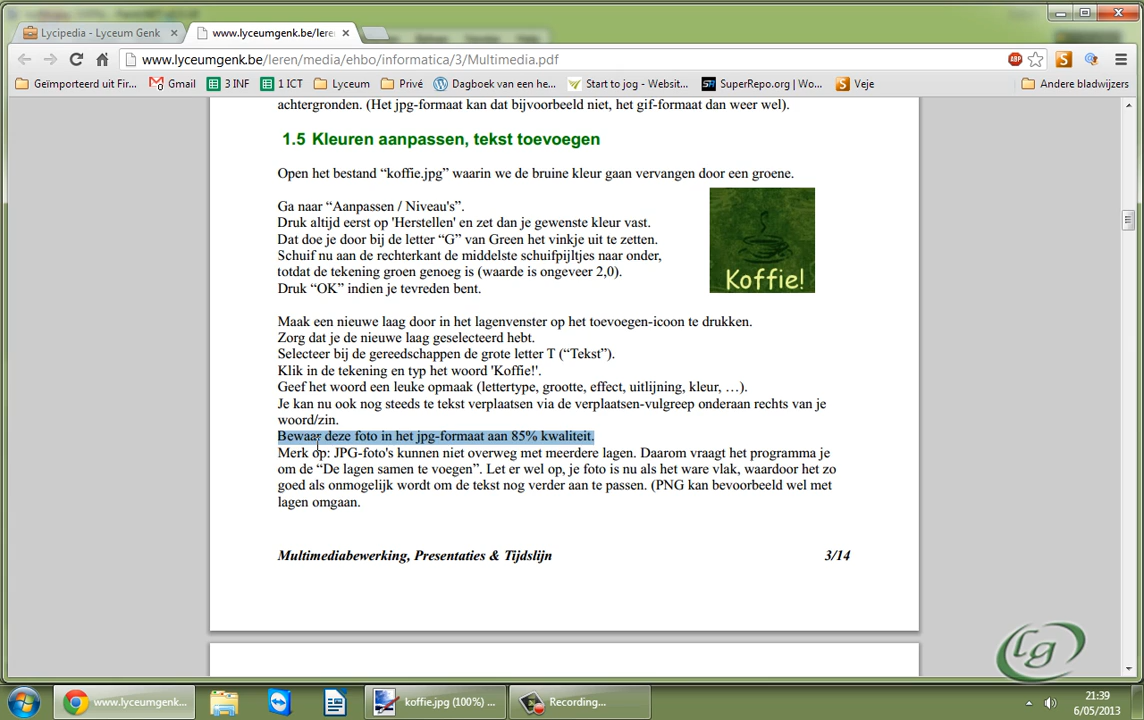 Lycipedia - Lyceum Genk
www.lyceumgenk.be/lere
www.lyceumgenk.be/leren/media/ehbo/informatica/3/Multimedia.pdf
ABP
S
Geïmporteerd uit Fir...
Gmail
3 INF
1 ICT
Lyceum
Privé
Dagboek van een he...
Start to jog - Websit...
SuperRepo.org | Wo...
Veje
Andere bladwijzers
achtergronden. (Het jpg-formaat kan dat bijvoorbeeld niet, het gif-formaat dan weer wel).
1.5 Kleuren aanpassen, tekst toevoegen
Open het bestand “koffie.jpg” waarin we de bruine kleur gaan vervangen door een groene.
Ga naar “Aanpassen / Niveau's”.
Druk altijd eerst op 'Herstellen' en zet dan je gewenste kleur vast.
Dat doe je door bij de letter “G” van Green het vinkje uit te zetten.
Schuif nu aan de rechterkant de middelste schuifpijltjes naar onder,
totdat de tekening groen genoeg is (waarde is ongeveer 2,0).
Druk “OK” indien je tevreden bent.
Koffie!
Maak een nieuwe laag door in het lagenvenster op het toevoegen-icoon te drukken.
Zorg dat je de nieuwe laag geselecteerd hebt.
Selecteer bij de gereedschappen de grote letter T (“Tekst”).
Klik in de tekening en typ het woord 'Koffie!'.
Geef het woord een leuke opmaak (lettertype, grootte, effect, uitlijning, kleur, …).
Je kan nu ook nog steeds te tekst verplaatsen via de verplaatsen-vulgreep onderaan rechts van je
woord/zin.
Bewaar deze foto in het jpg-formaat aan 85% kwaliteit.
Merk op: JPG-foto's kunnen niet overweg met meerdere lagen. Daarom vraagt het programma je
om de “De lagen samen te voegen”. Let er wel op, je foto is nu als het ware vlak, waardoor het zo
goed als onmogelijk wordt om de tekst nog verder aan te passen. (PNG kan bevoorbeeld wel met
lagen omgaan.
Multimediabewerking, Presentaties & Tijdslijn 3/14
lg
www.lyceumgenk...
koffie.jpg (100%) ...
Recording...
21:39
6/05/2013